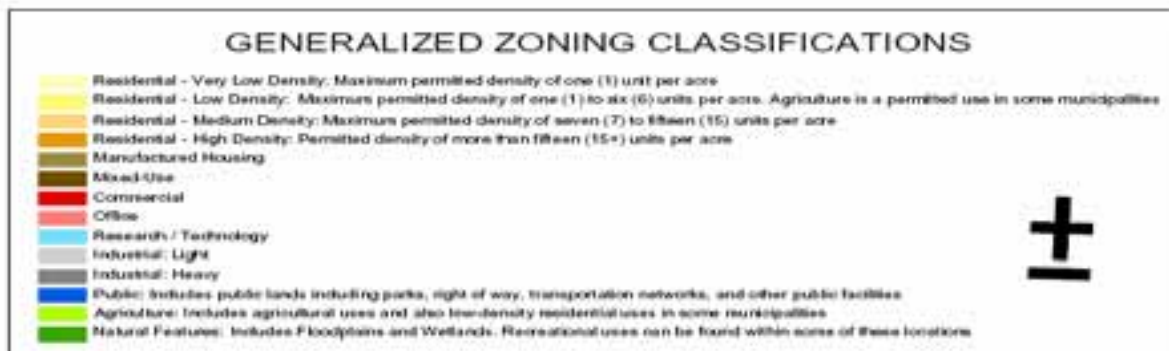 GENERALIZED ZONING CLASSIFICATIONS
Residential - Very Low Density: Maximum permitted density of one (1) unit per acre
Residential - Low Density: Maximum permitted density of one (1) to six (6) units per acre. Agriculture is a permitted use in some municipalities
Residential - Medium Density: Maximum permitted density of seven (7) to fifteen (15) units per acre
Residential - High Density: Permitted density of more than fifteen (15+) units per acre
Manufactured Housing
Mixed-Use
Commercial
Office
Research / Technology
Industrial: Light
Industrial: Heavy
Public: Includes public lands including parks, right of way, transportation networks, and other public facilities
Agriculture: Includes agricultural uses and also low-density residential uses in some municipalities
Natural Features: Includes Floodplains and Wetlands. Recreational uses can be found within some of these locations
±